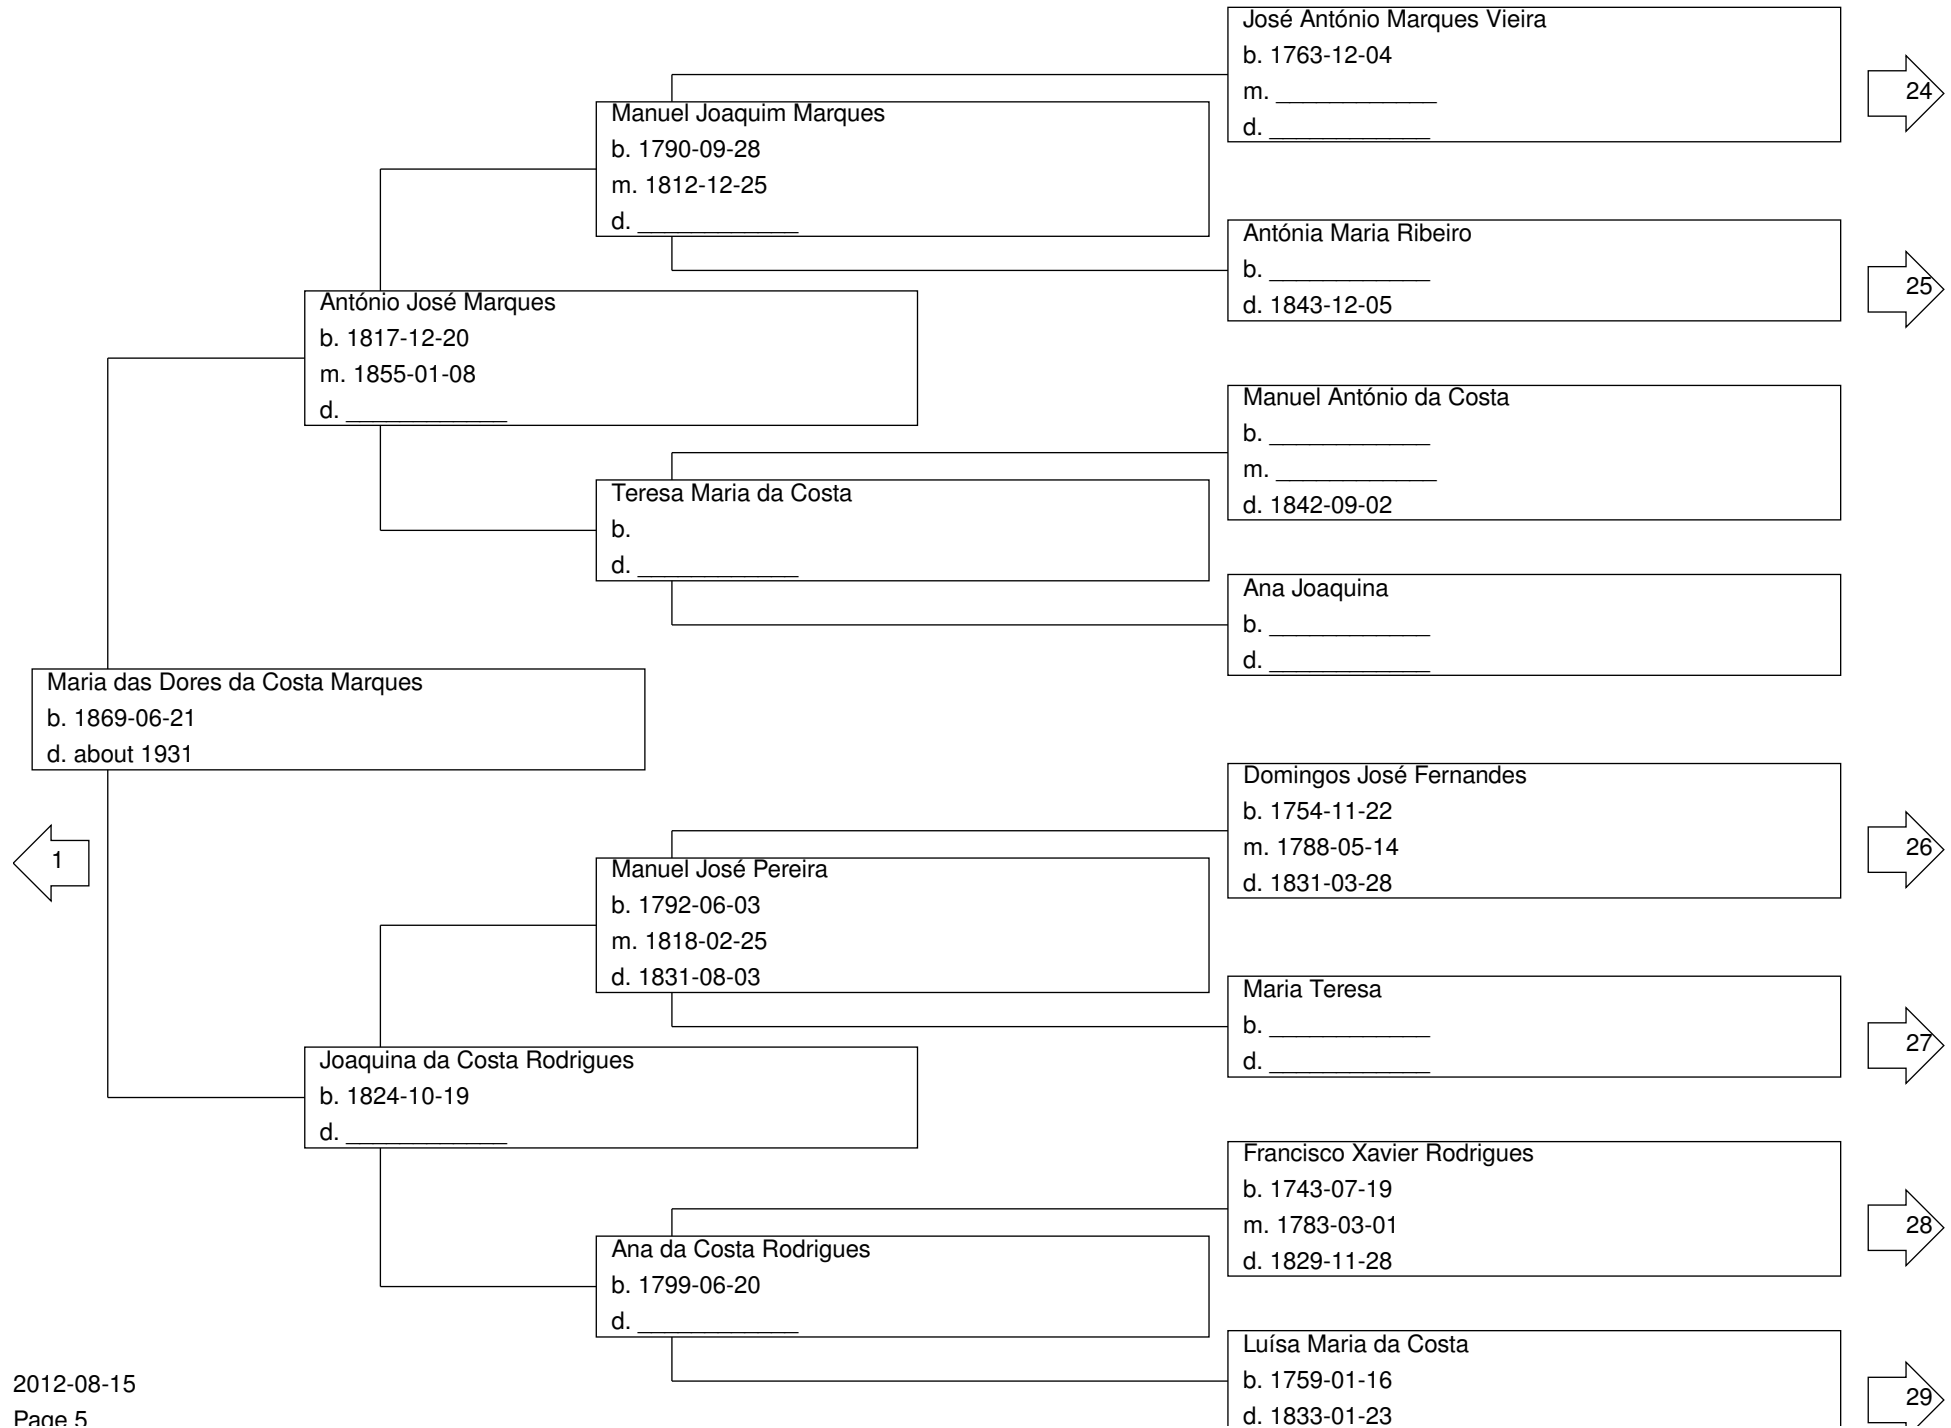 José António Marques Vieira
b. 1763-12-04
m. ____________
d. ____________
24
Manuel Joaquim Marques
b. 1790-09-28
m. 1812-12-25
d. ____________
Antónia Maria Ribeiro
b. ____________
d. 1843-12-05
25
António José Marques
b. 1817-12-20
m. 1855-01-08
d. ____________
Manuel António da Costa
b. ____________
m. ____________
d. 1842-09-02
Teresa Maria da Costa
b.
d. ____________
Ana Joaquina
b. ____________
d. ____________
Maria das Dores da Costa Marques
b. 1869-06-21
d. about 1931
1
Domingos José Fernandes
b. 1754-11-22
m. 1788-05-14
d. 1831-03-28
26
Manuel José Pereira
b. 1792-06-03
m. 1818-02-25
d. 1831-08-03
Maria Teresa
b. ____________
d. ____________
27
Joaquina da Costa Rodrigues
b. 1824-10-19
d. ____________
Francisco Xavier Rodrigues
b. 1743-07-19
m. 1783-03-01
d. 1829-11-28
28
Ana da Costa Rodrigues
b. 1799-06-20
d. ____________
Luísa Maria da Costa
b. 1759-01-16
d. 1833-01-23
29
2012-08-15
Page 5